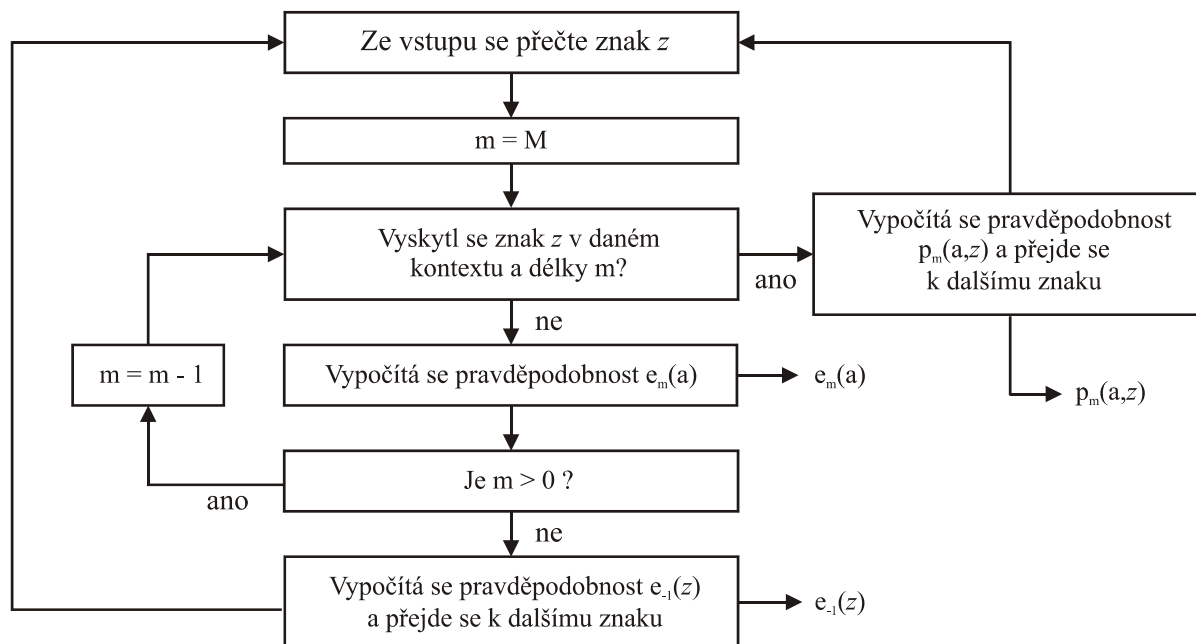 Ze vstupu se přečte znak z
m = M
Vyskytl se znak z v daném
kontextu a délky m?
ano
Vypočítá se pravděpodobnost
pₘ(a,z) a přejde se
k dalšímu znaku
ne
m = m - 1
Vypočítá se pravděpodobnost eₘ(a)
eₘ(a)
pₘ(a,z)
Je m > 0 ?
ano
ne
Vypočítá se pravděpodobnost e₋₁(z)
a přejde se k dalšímu znaku
e₋₁(z)